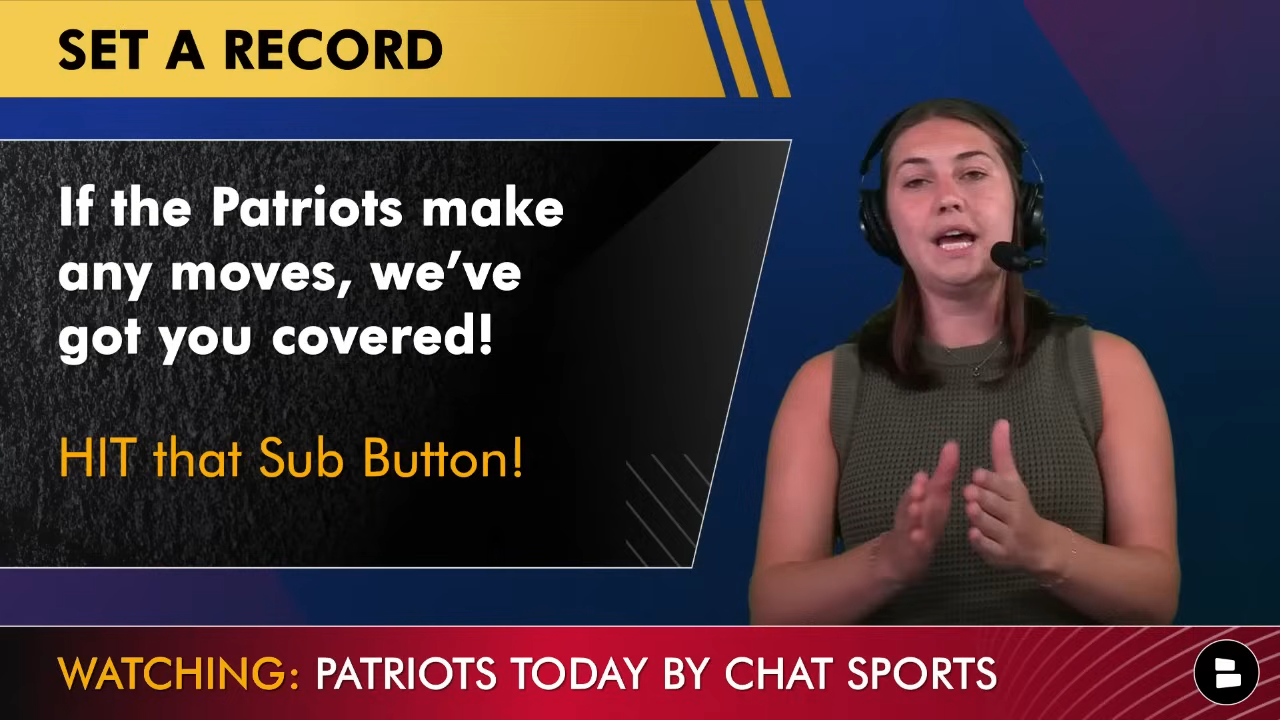 SET A RECORD
If the Patriots make
any moves, we’ve
got you covered!
HIT that Sub Button!
WATCHING: PATRIOTS TODAY BY CHAT SPORTS